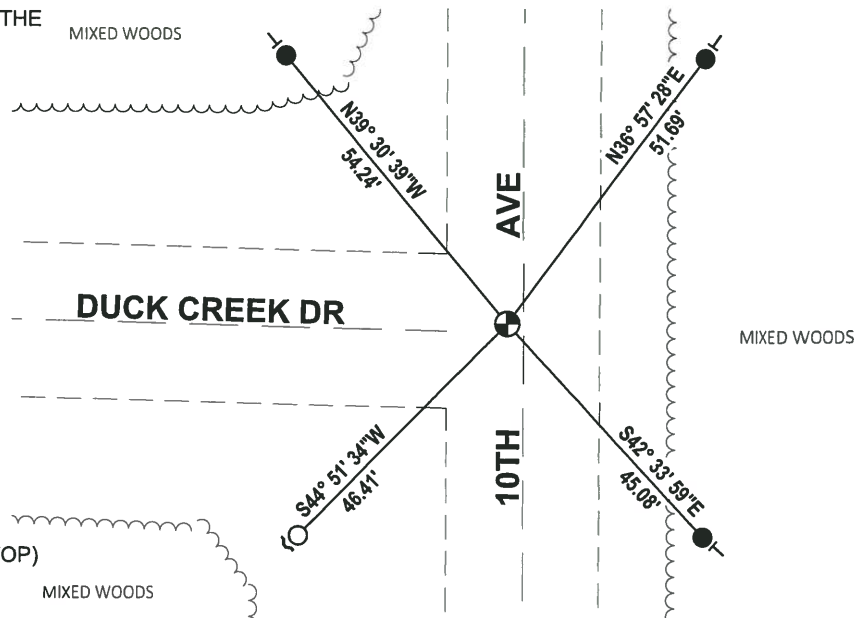 THE
MIXED WOODS
N39° 30' 39"W
54.24'
N36° 57' 28"E
51.69'
AVE
DUCK CREEK DR
MIXED WOODS
10TH
S44° 51' 34"W
46.41'
S42° 33' 59"E
45.08'
OP)
MIXED WOODS